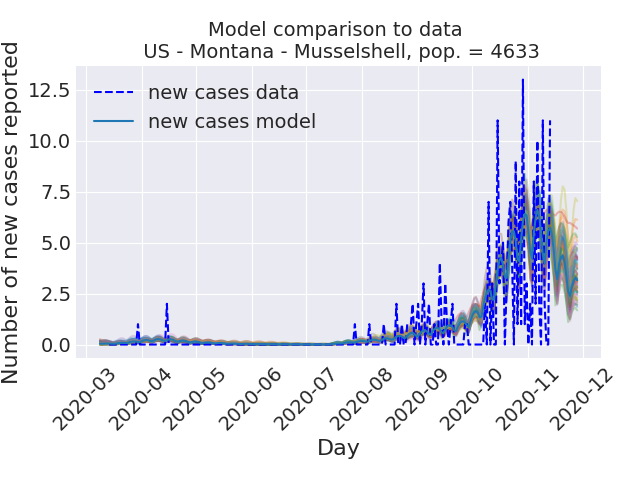 Model comparison to data
US - Montana - Musselshell, pop. = 4633
Number of new cases reported
12.5
10.0
7.5
5.0
2.5
0.0
new cases data
new cases model
2020-03
2020-04
2020-05
2020-06
2020-07
2020-08
2020-09
2020-10
2020-11
2020-12
Day